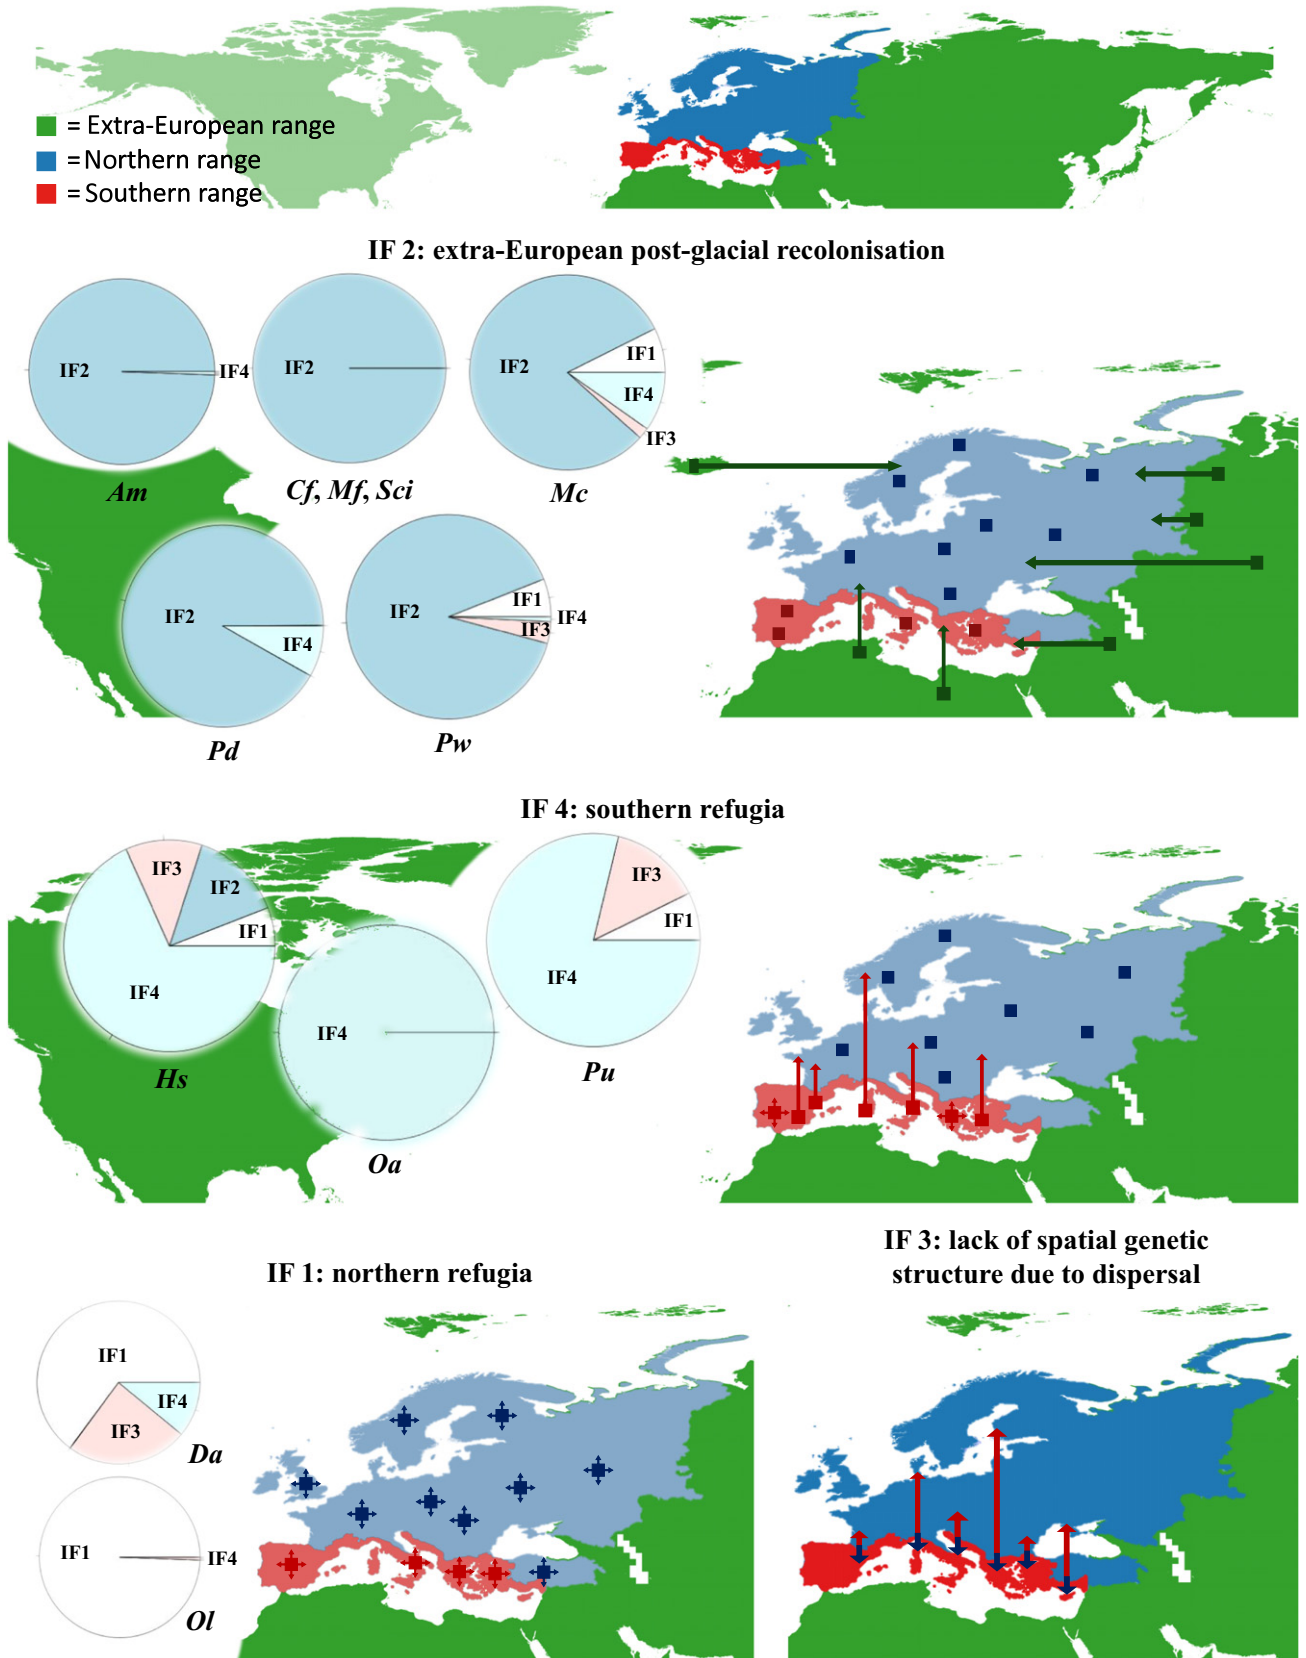 = Extra-European range
= Northern range
= Southern range
IF 2: extra-European post-glacial recolonisation
IF2
IF4
Am
IF2
Cf, Mf, Sci
IF2
IF1
IF4
IF3
Mc
IF2
IF4
Pd
IF2
IF1
IF4
IF3
Pw
IF 4: southern refugia
IF3
IF2
IF1
IF4
Hs
IF4
Oa
IF3
IF1
IF4
Pu
IF 1: northern refugia
IF 3: lack of spatial genetic
structure due to dispersal
IF1
IF4
IF3
Da
IF1
IF4
Ol